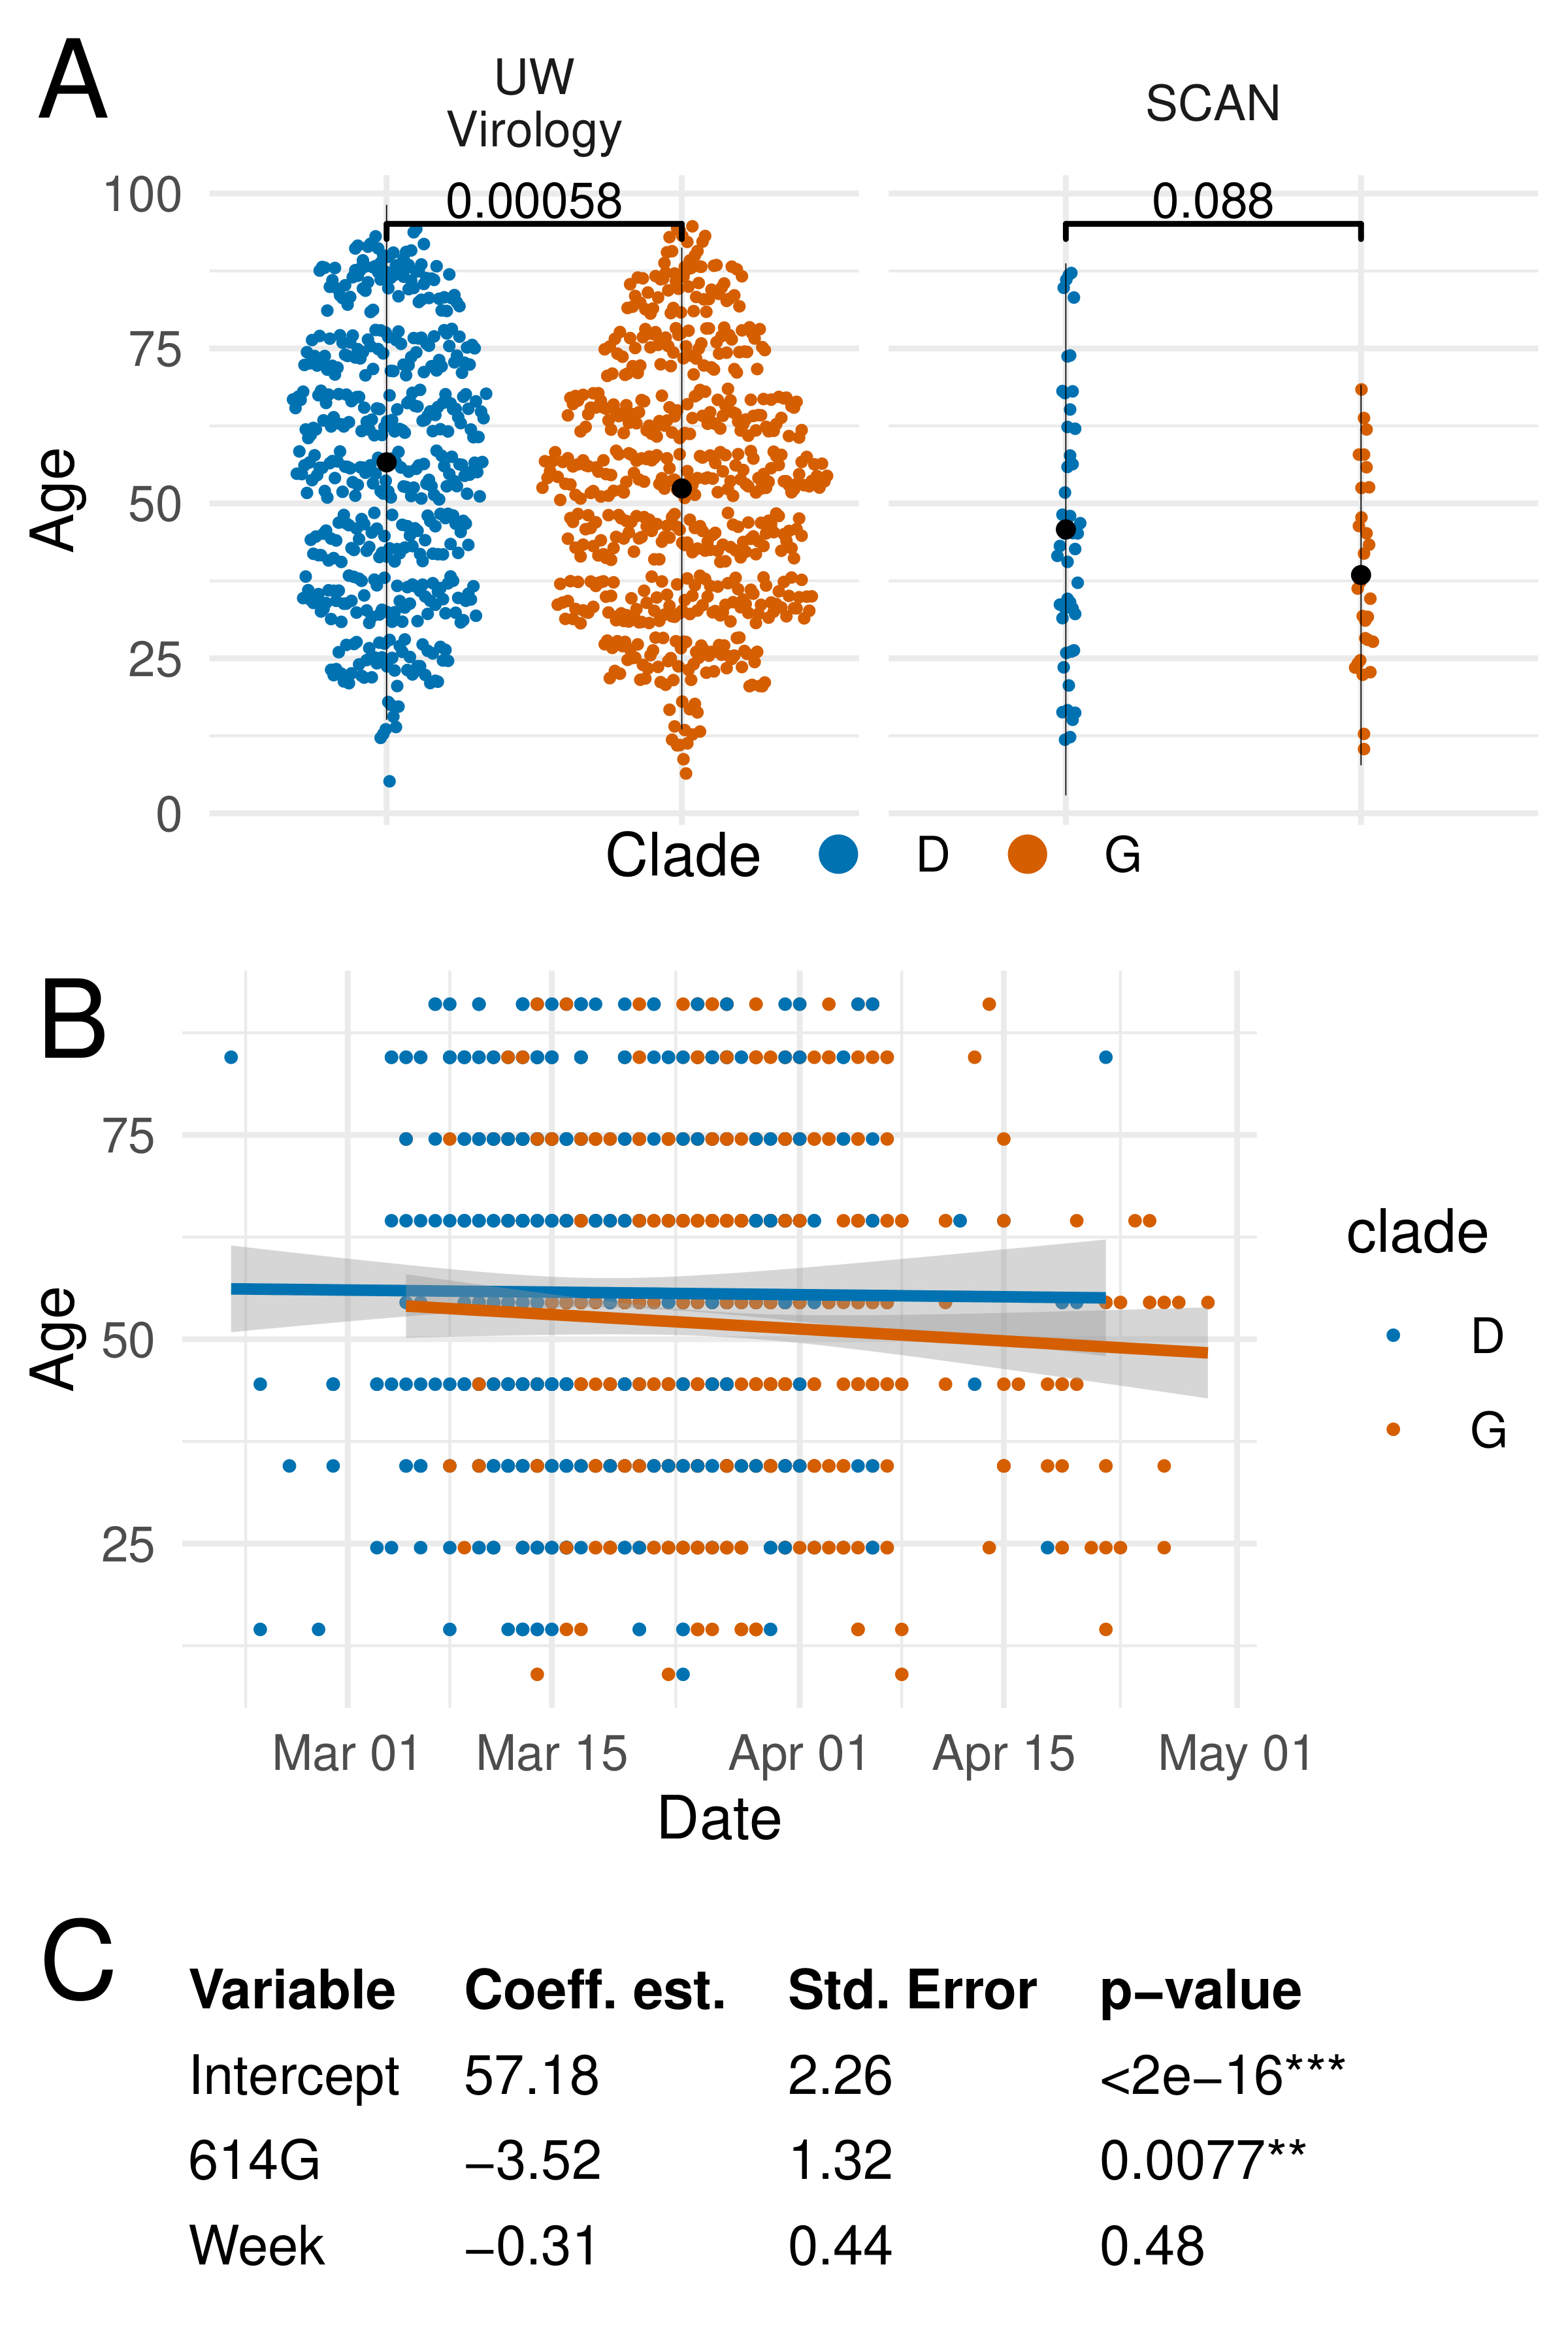 A
UW
Virology
SCAN
0.00058
0.088
100
75
50
25
0
Age
Clade D G
B
75
50
25
Age
clade
D
G
Mar 01 Mar 15 Apr 01 Apr 15 May 01
Date
C
Variable Coeff. est. Std. Error p−value
Intercept 57.18 2.26 <2e−16***
614G −3.52 1.32 0.0077**
Week −0.31 0.44 0.48